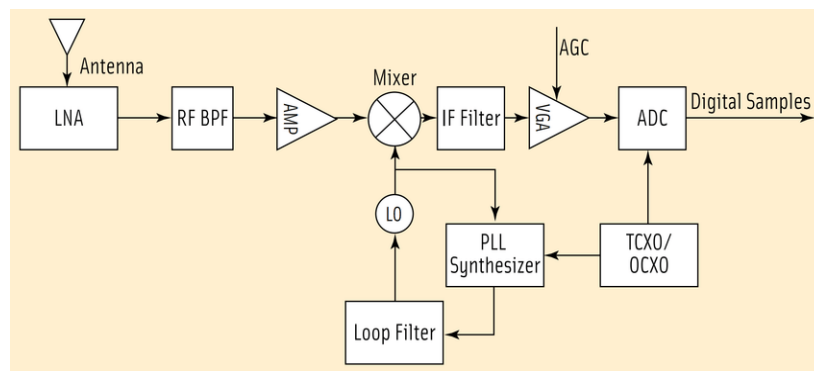 Antenna
LNA
RF BPF
AMP
Mixer
IF Filter
AGC
VGA
ADC
Digital Samples
LO
PLL
Synthesizer
TCXO/
OCXO
Loop Filter